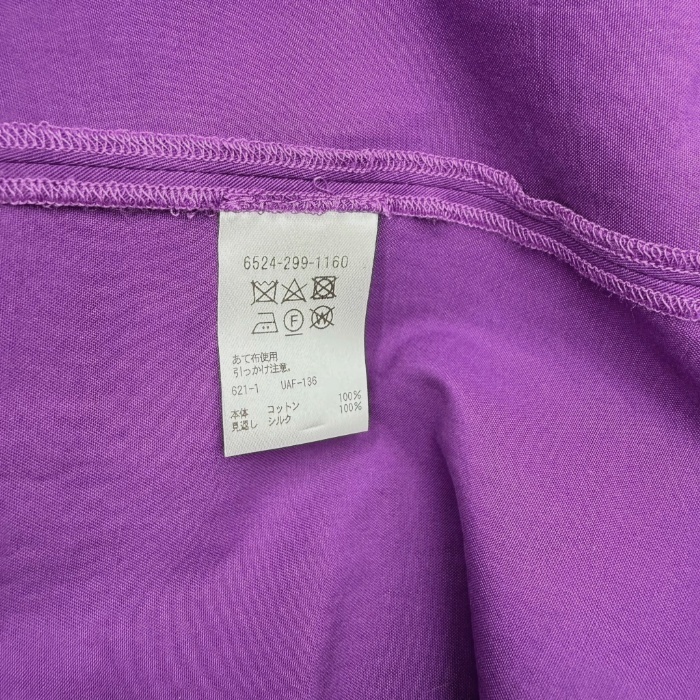 6524-299-1160
F
W
あて布使用
引っかけ注意。
621-1 UAF-136
本体 コットン 100%
見返し シルク 100%